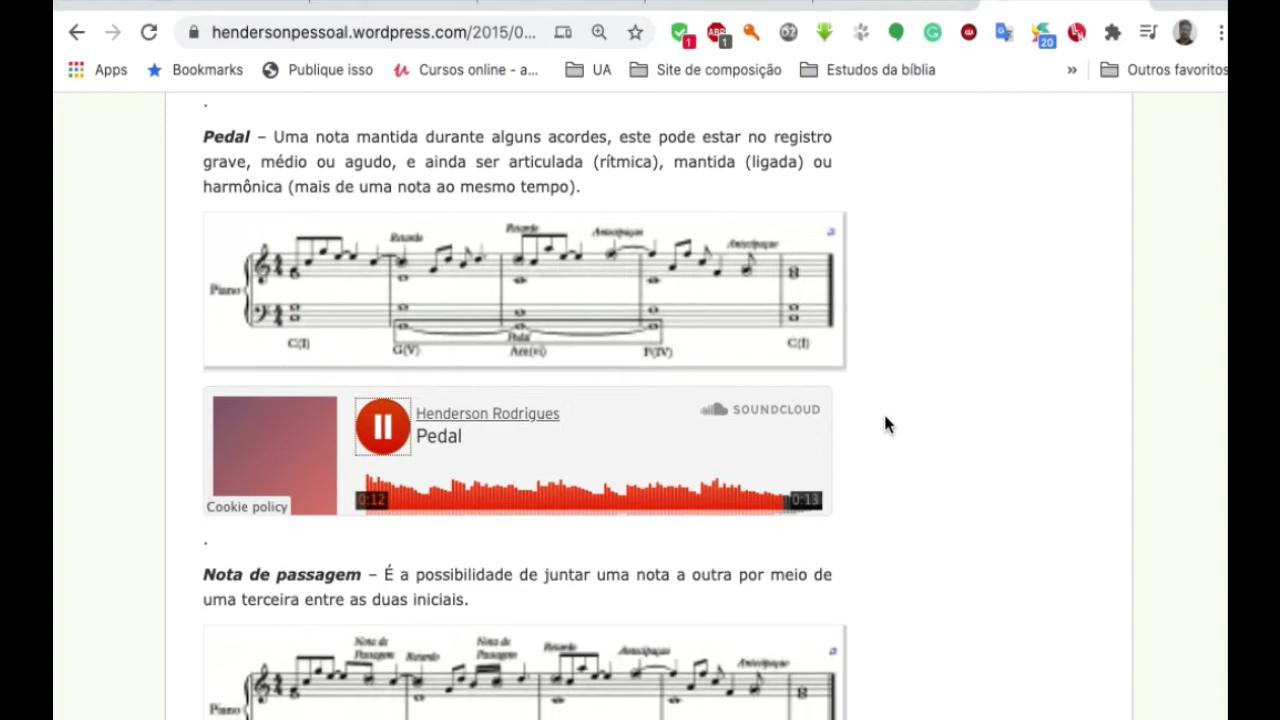 hendersonpessoal.wordpress.com/2015/0...
1
1
20
Apps Bookmarks Publique isso Cursos online - a... UA Site de composição Estudos da bíblia » Outros favoritos
.
Pedal – Uma nota mantida durante alguns acordes, este pode estar no registro
grave, médio ou agudo, e ainda ser articulada (rítmica), mantida (ligada) ou
harmônica (mais de uma nota ao mesmo tempo).
Retardo Retardo Antecipação Antecipação
Piano
Pedal
C(I) G(V) Am(vi) F(IV) C(I)
Henderson Rodrigues
SOUNDCLOUD
Pedal
0:12 0:13
Cookie policy
.
Nota de passagem – É a possibilidade de juntar uma nota a outra por meio de
uma terceira entre as duas iniciais.
Nota de Nota de
Passagem Retardo Passagem Retardo Antecipação Antecipação
Piano